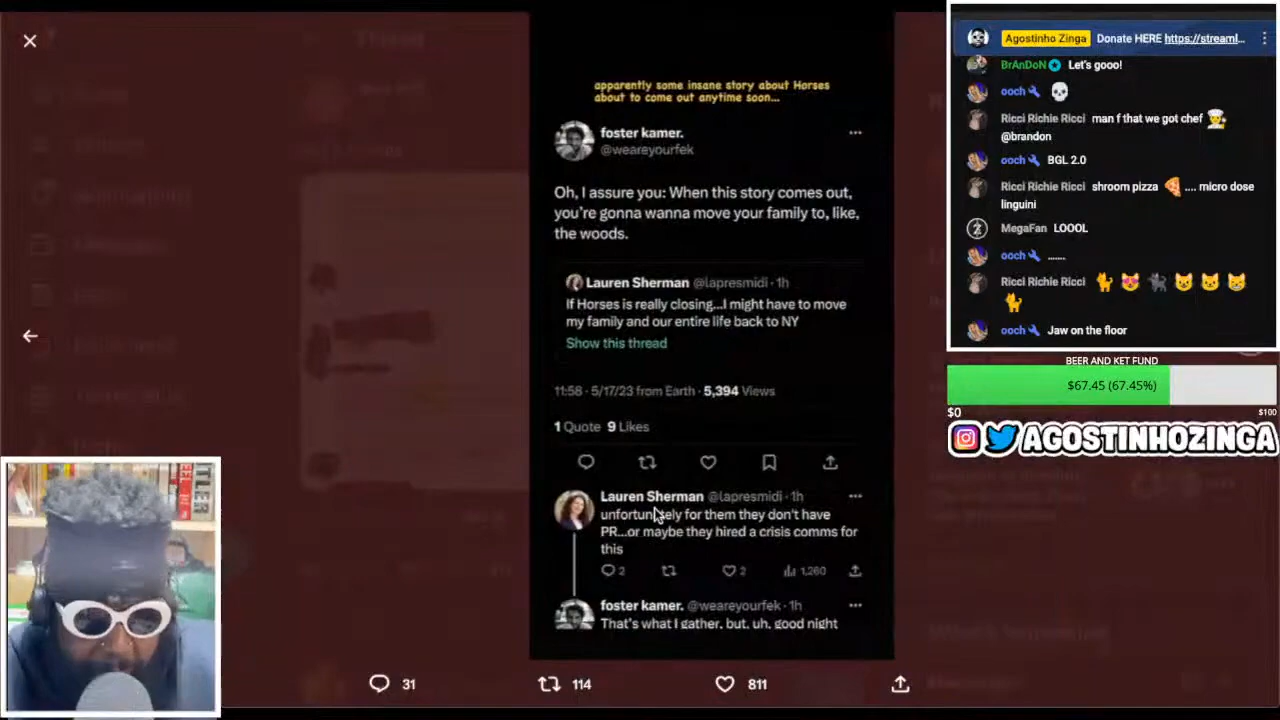 apparently some insane story about Horses
about to come out anytime soon...
foster kamer.
@weareyourfek
Oh, I assure you: When this story comes out,
you're gonna wanna move your family to, like,
the woods.
Lauren Sherman @lapresmidi · 1h
If Horses is really closing...I might have to move
my family and our entire life back to NY
Show this thread
11:58 · 5/17/23 from Earth · 5,394 Views
1 Quote 9 Likes
Lauren Sherman @lapresmidi · 1h
unfortunately for them they don't have
PR...or maybe they hired a crisis comms for
this
2 2 1,260
foster kamer. @weareyourfek · 1h
That's what I gather, but, uh, good night
31 114 811
Agostinho Zinga Donate HERE https://streaml...
BrAnDoN Let's gooo!
ooch 💀
Ricci Richie Ricci man f that we got chef 👨‍🍳
@brandon
ooch BGL 2.0
Ricci Richie Ricci shroom pizza 🍕 .... micro dose
linguini
MegaFan LOOOL
ooch .......
Ricci Richie Ricci 🐈 😻 🐈‍⬛ 😺 😺 😸
🐈
ooch Jaw on the floor
BEER AND KET FUND
$67.45 (67.45%)
$0 $100
AGOSTINHOZINGA